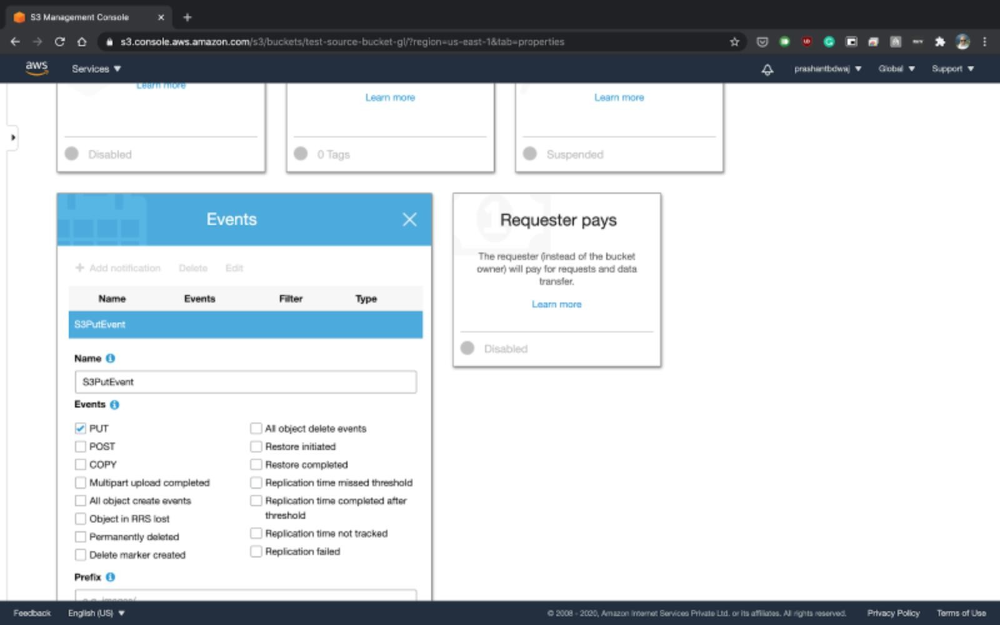 S3 Management Console
s3.console.aws.amazon.com/s3/buckets/test-source-bucket-gl/?region=us-east-1&tab=properties
aws
Services
prashantbdwaj
Global
Support
Learn more
Learn more
Learn more
Disabled
0 Tags
Suspended
Events
Requester pays
The requester (instead of the bucket
owner) will pay for requests and data
transfer.
Learn more
Disabled
+ Add notification Delete Edit
Name Events Filter Type
S3PutEvent
Name
S3PutEvent
Events
PUT
POST
COPY
Multipart upload completed
All object create events
Object in RRS lost
Permanently deleted
Delete marker created
All object delete events
Restore initiated
Restore completed
Replication time missed threshold
Replication time completed after
threshold
Replication time not tracked
Replication failed
Prefix
e.g. images/
Feedback
English (US)
© 2008 - 2020, Amazon Internet Services Private Ltd. or its affiliates. All rights reserved.
Privacy Policy
Terms of Use